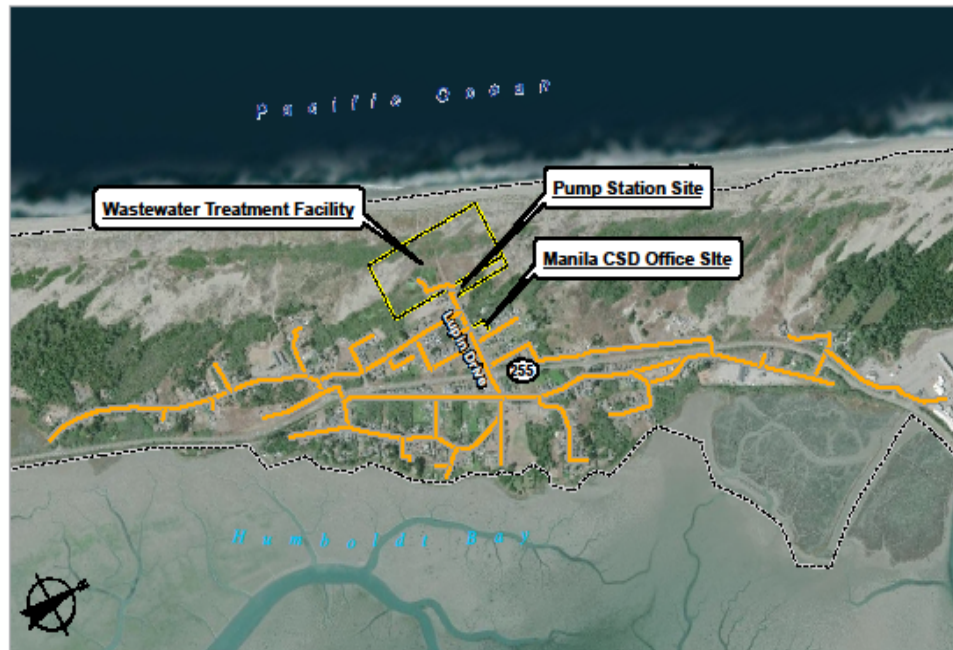 Pacific Ocean
Pump Station Site
Wastewater Treatment Facility
Manila CSD Office SIte
Lupin Drive
255
Humboldt Bay